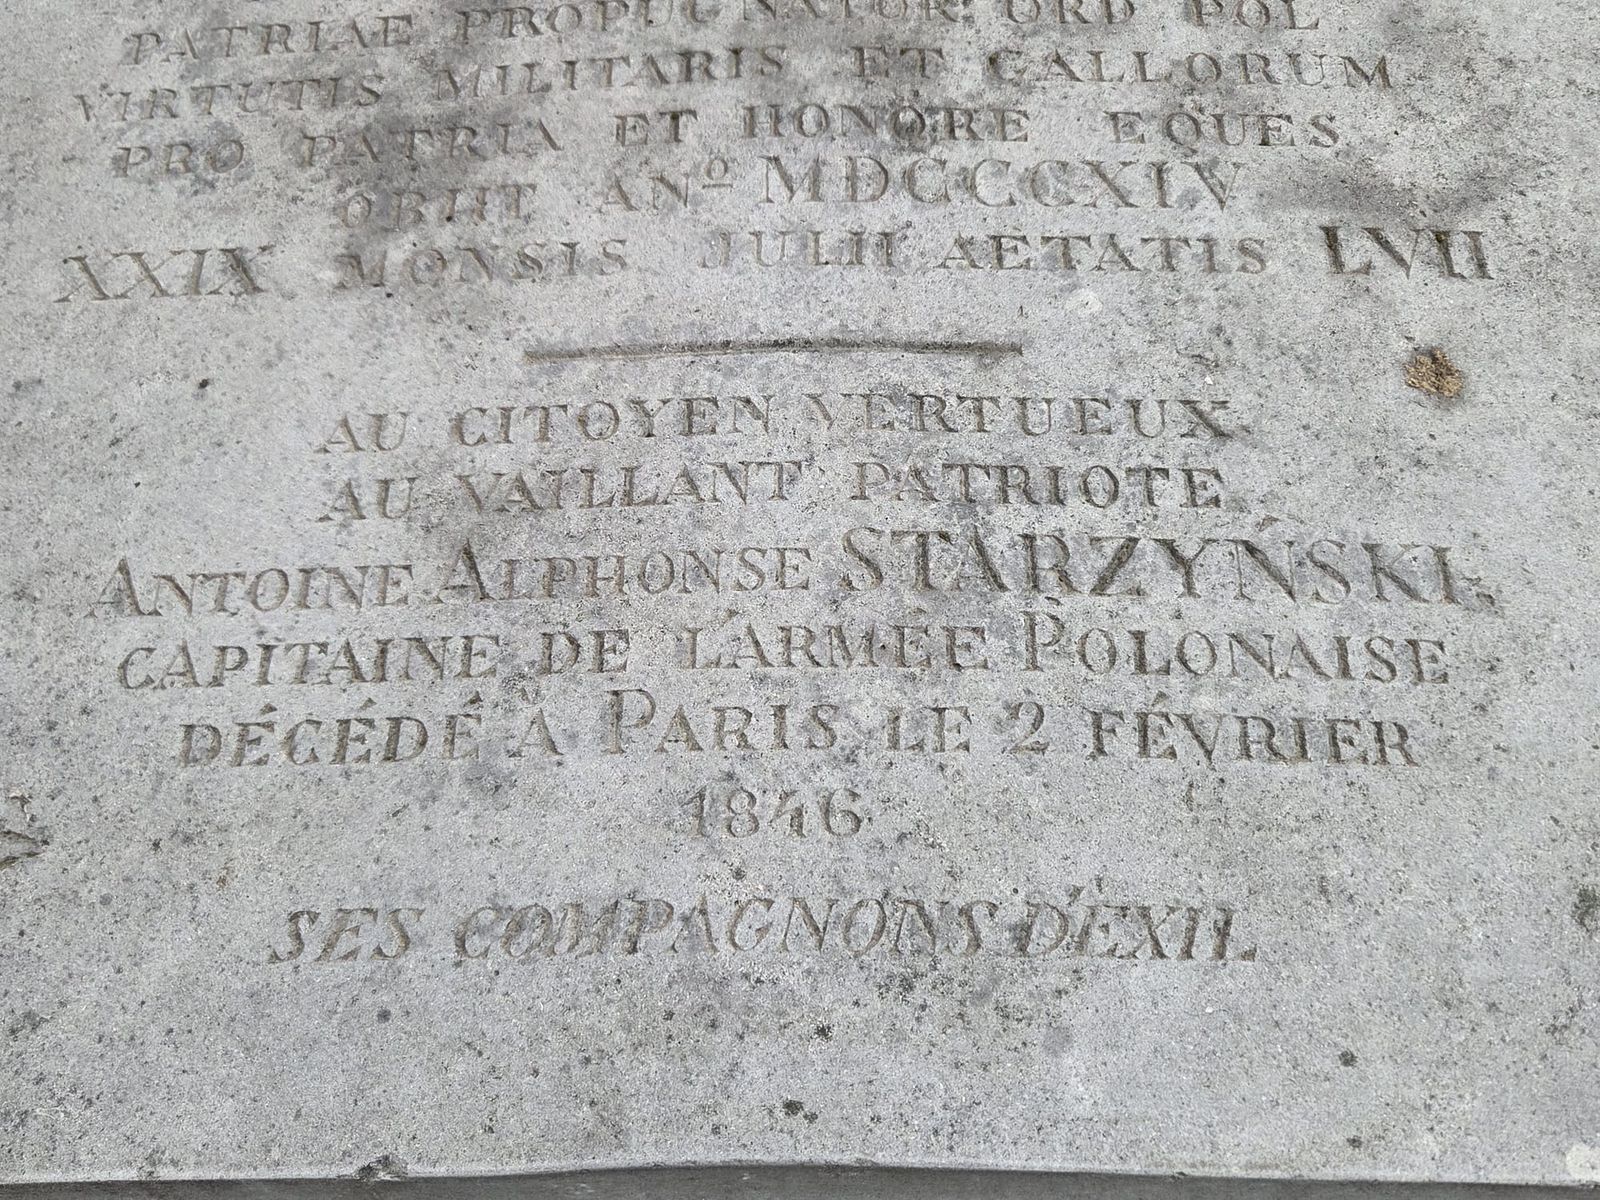 PATRIAE PROPUGNATOR ORD POL
VIRTUTIS MILITARIS ET GALLORUM
PRO PATRIA ET HONORE EQUES
OBIIT ANº MDCCCXIV
XXIX MONSIS JULII AETATIS LVII
AU CITOYEN VERTUEUX
AU VAILLANT PATRIOTE
ANTOINE ALPHONSE STARZYŃSKI,
CAPITAINE DE L'ARMÉE POLONAISE
DÉCÉDÉ À PARIS LE 2 FÉVRIER
1846
SES COMPAGNONS D'EXIL